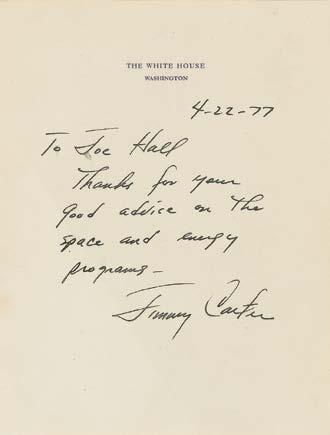 THE WHITE HOUSE
WASHINGTON
4-22-77
To Joe Hall
Thanks for your
good advice on the
space and energy
programs-
Jimmy Carter